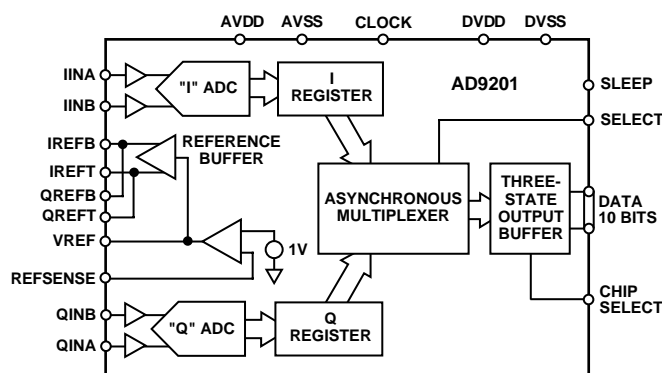 AVDD AVSS CLOCK DVDD DVSS
IINA
IINB
"I" ADC
I
REGISTER
AD9201
SLEEP
SELECT
IREFB
IREFT
QREFB
QREFT
VREF
REFSENSE
REFERENCE
BUFFER
1V
ASYNCHRONOUS
MULTIPLEXER
THREE-
STATE
OUTPUT
BUFFER
DATA
10 BITS
CHIP
SELECT
QINB
QINA
"Q" ADC
Q
REGISTER